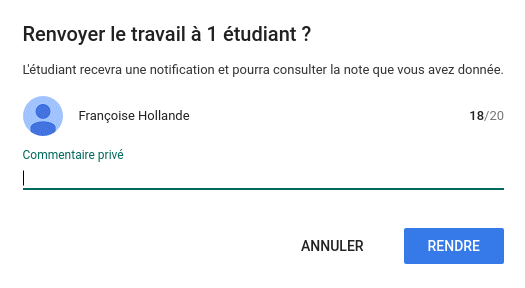 Renvoyer le travail à 1 étudiant ?
L'étudiant recevra une notification et pourra consulter la note que vous avez donnée.
Françoise Hollande 18/20
Commentaire privé
ANNULER RENDRE